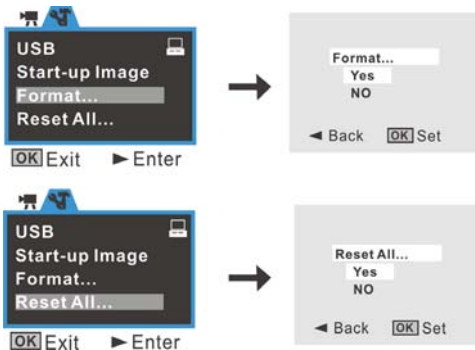 USB
Start-up Image
Format...
Reset All...
OK Exit ► Enter
Format...
Yes
NO
◄ Back OK Set
USB
Start-up Image
Format...
Reset All...
OK Exit ► Enter
Reset All...
Yes
NO
◄ Back OK Set